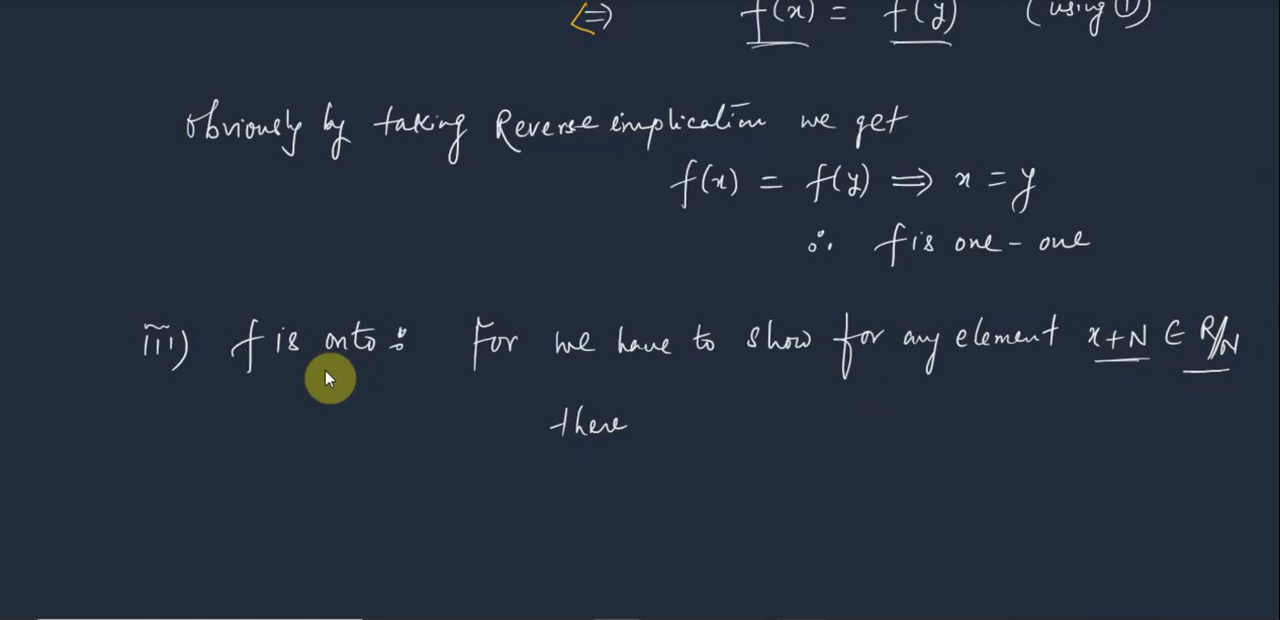 ⇔ f(x) = f(y) (using ①)
Obviously by taking Reverse implication we get
f(x) = f(y) ⟹ x = y
∴ f is one-one
iii) f is onto : For we have to show for any element x+N ∈ R/N
there